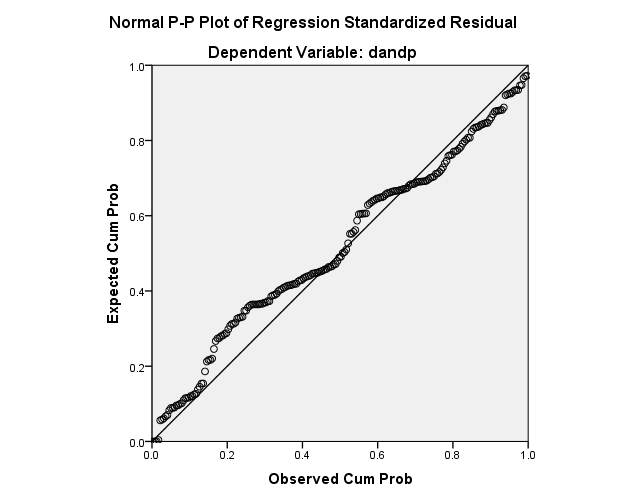 Normal P-P Plot of Regression Standardized Residual
Dependent Variable: dandp
1.0
0.8
0.6
0.4
0.2
0.0
Expected Cum Prob
0.0 0.2 0.4 0.6 0.8 1.0
Observed Cum Prob